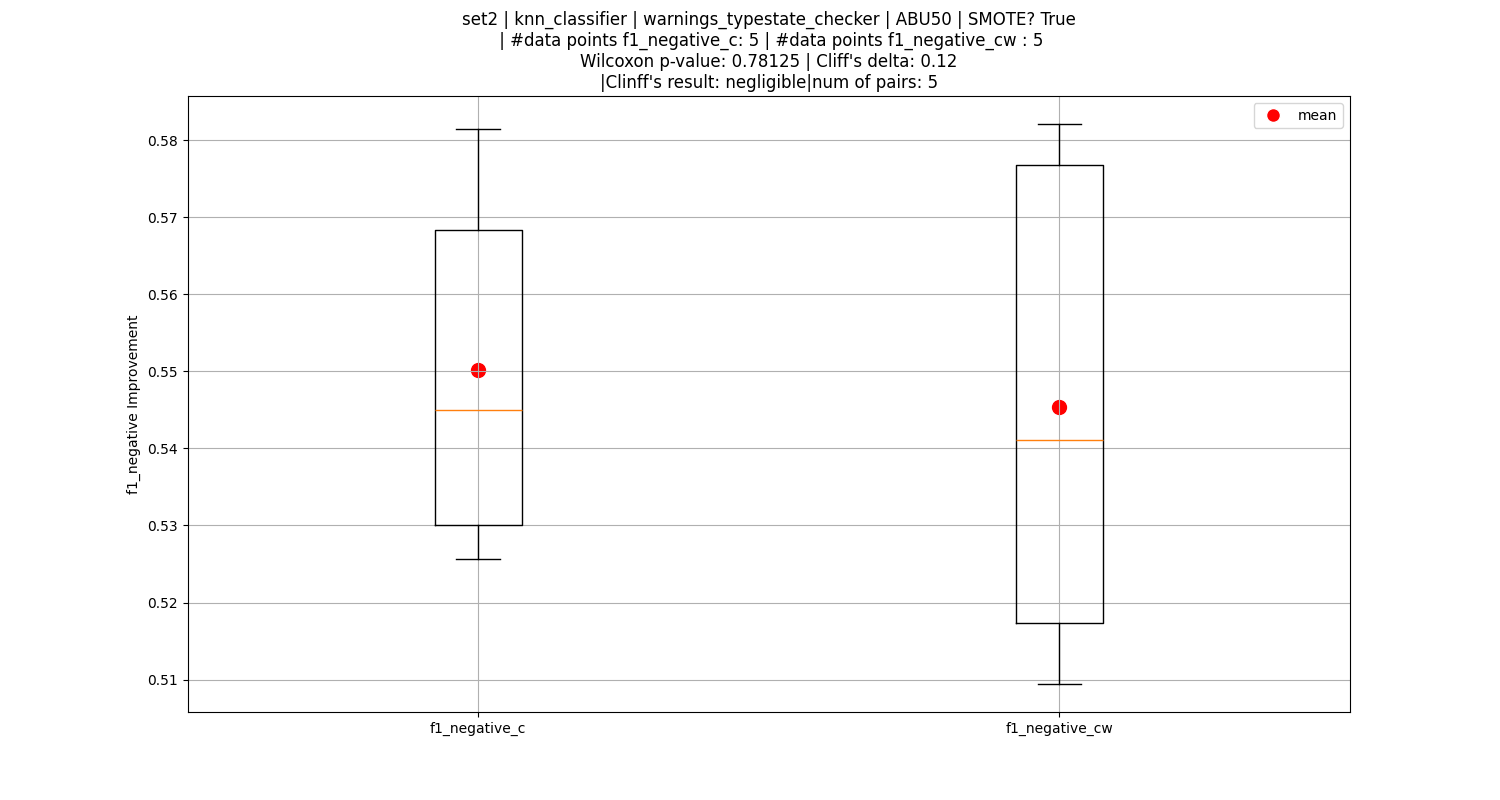 set2 | knn_classifier | warnings_typestate_checker | ABU50 | SMOTE? True
| #data points f1_negative_c: 5 | #data points f1_negative_cw : 5
Wilcoxon p-value: 0.78125 | Cliff's delta: 0.12
|Clinff's result: negligible|num of pairs: 5
mean
0.58
0.57
0.56
0.55
0.54
0.53
0.52
0.51
f1_negative Improvement
f1_negative_c
f1_negative_cw